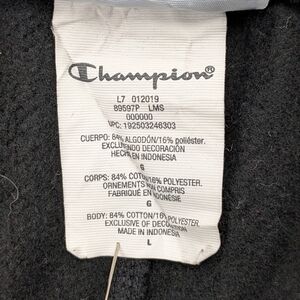 Champion®
L7 012019
89597P LMS
000000
UPC: 192503246303
CUERPO: 84% ALGODÓN/16% poliéster.
EXCLUYENDO DECORACIÓN
HECHO EN INDONESIA
G
CORPS: 84% COTON/16% POLYESTER.
ORNEMENTS NON COMPRIS
FABRIQUÉ EN INDONÉSIE
G
BODY: 84% COTTON/16% POLYESTER
EXCLUSIVE OF DECORATION
MADE IN INDONESIA
L